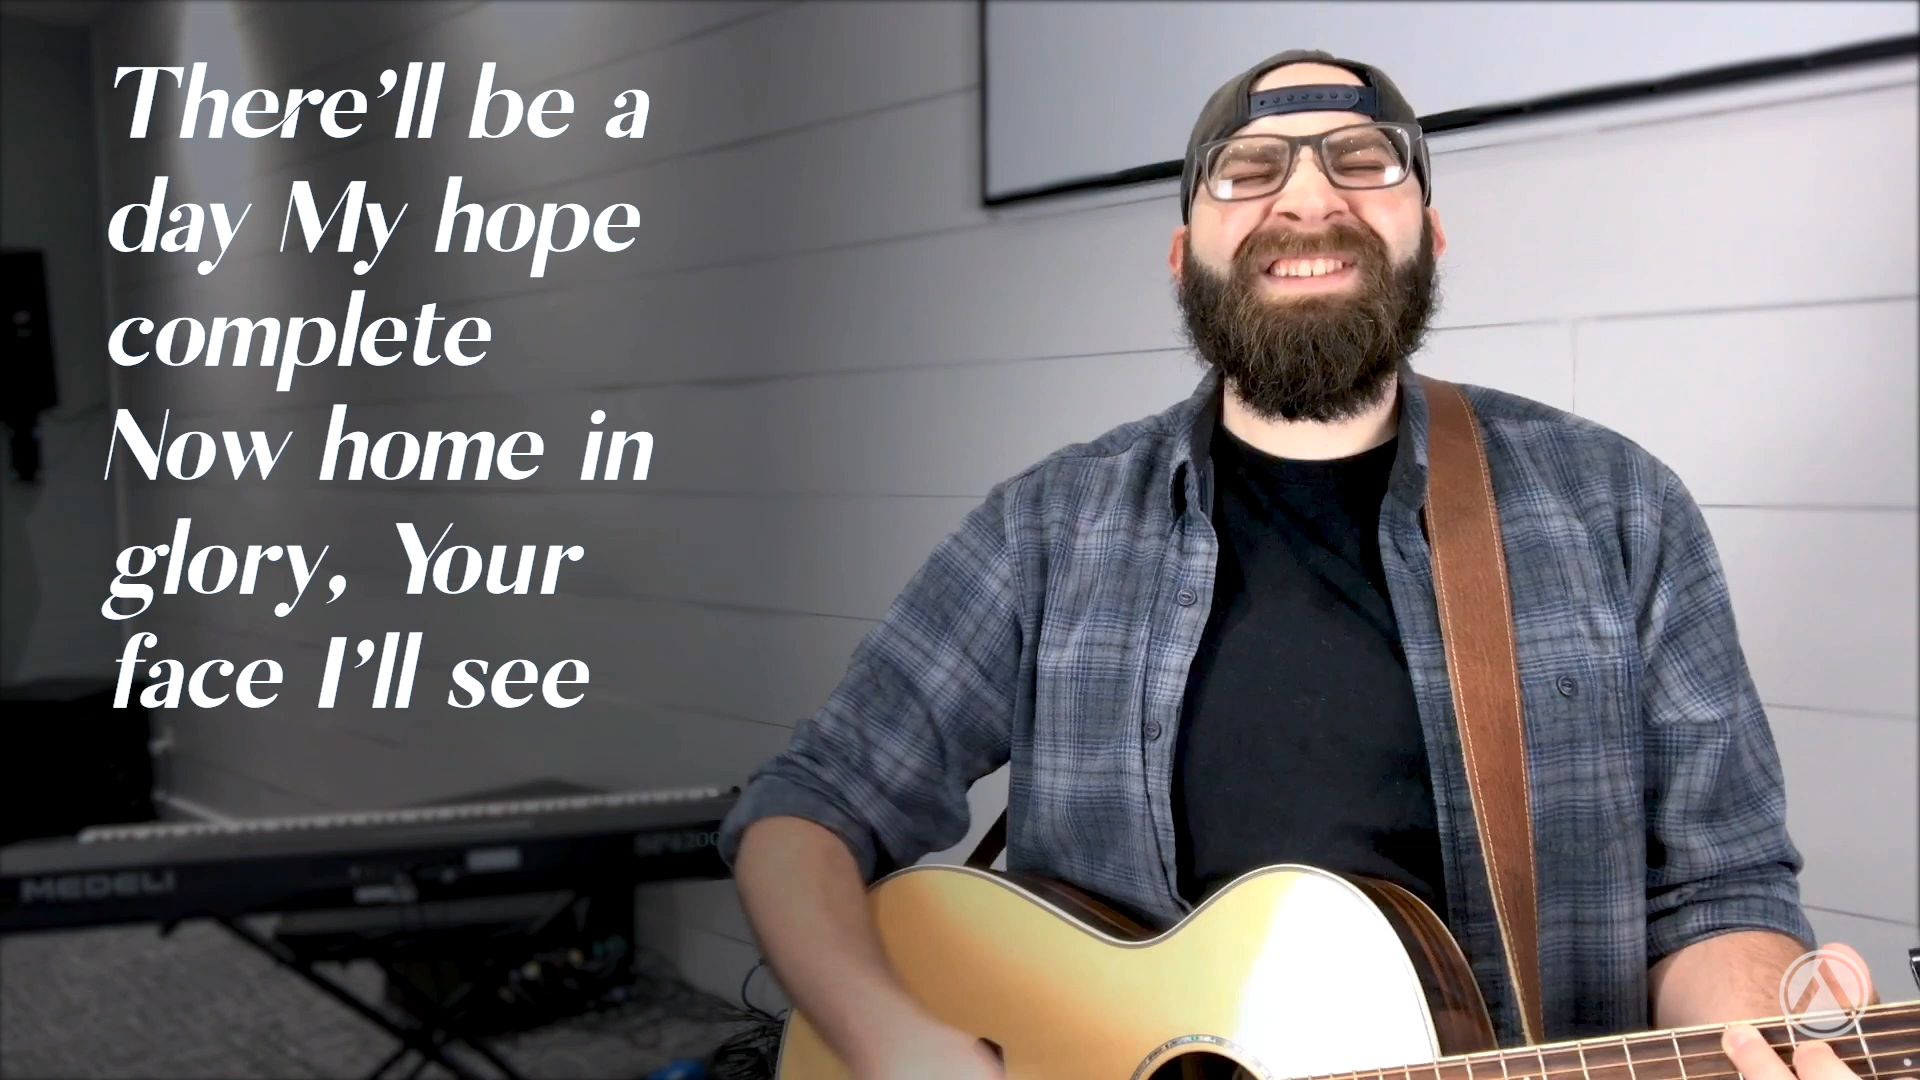 There’ll be a
day My hope
complete
Now home in
glory, Your
face I’ll see
MEDELI